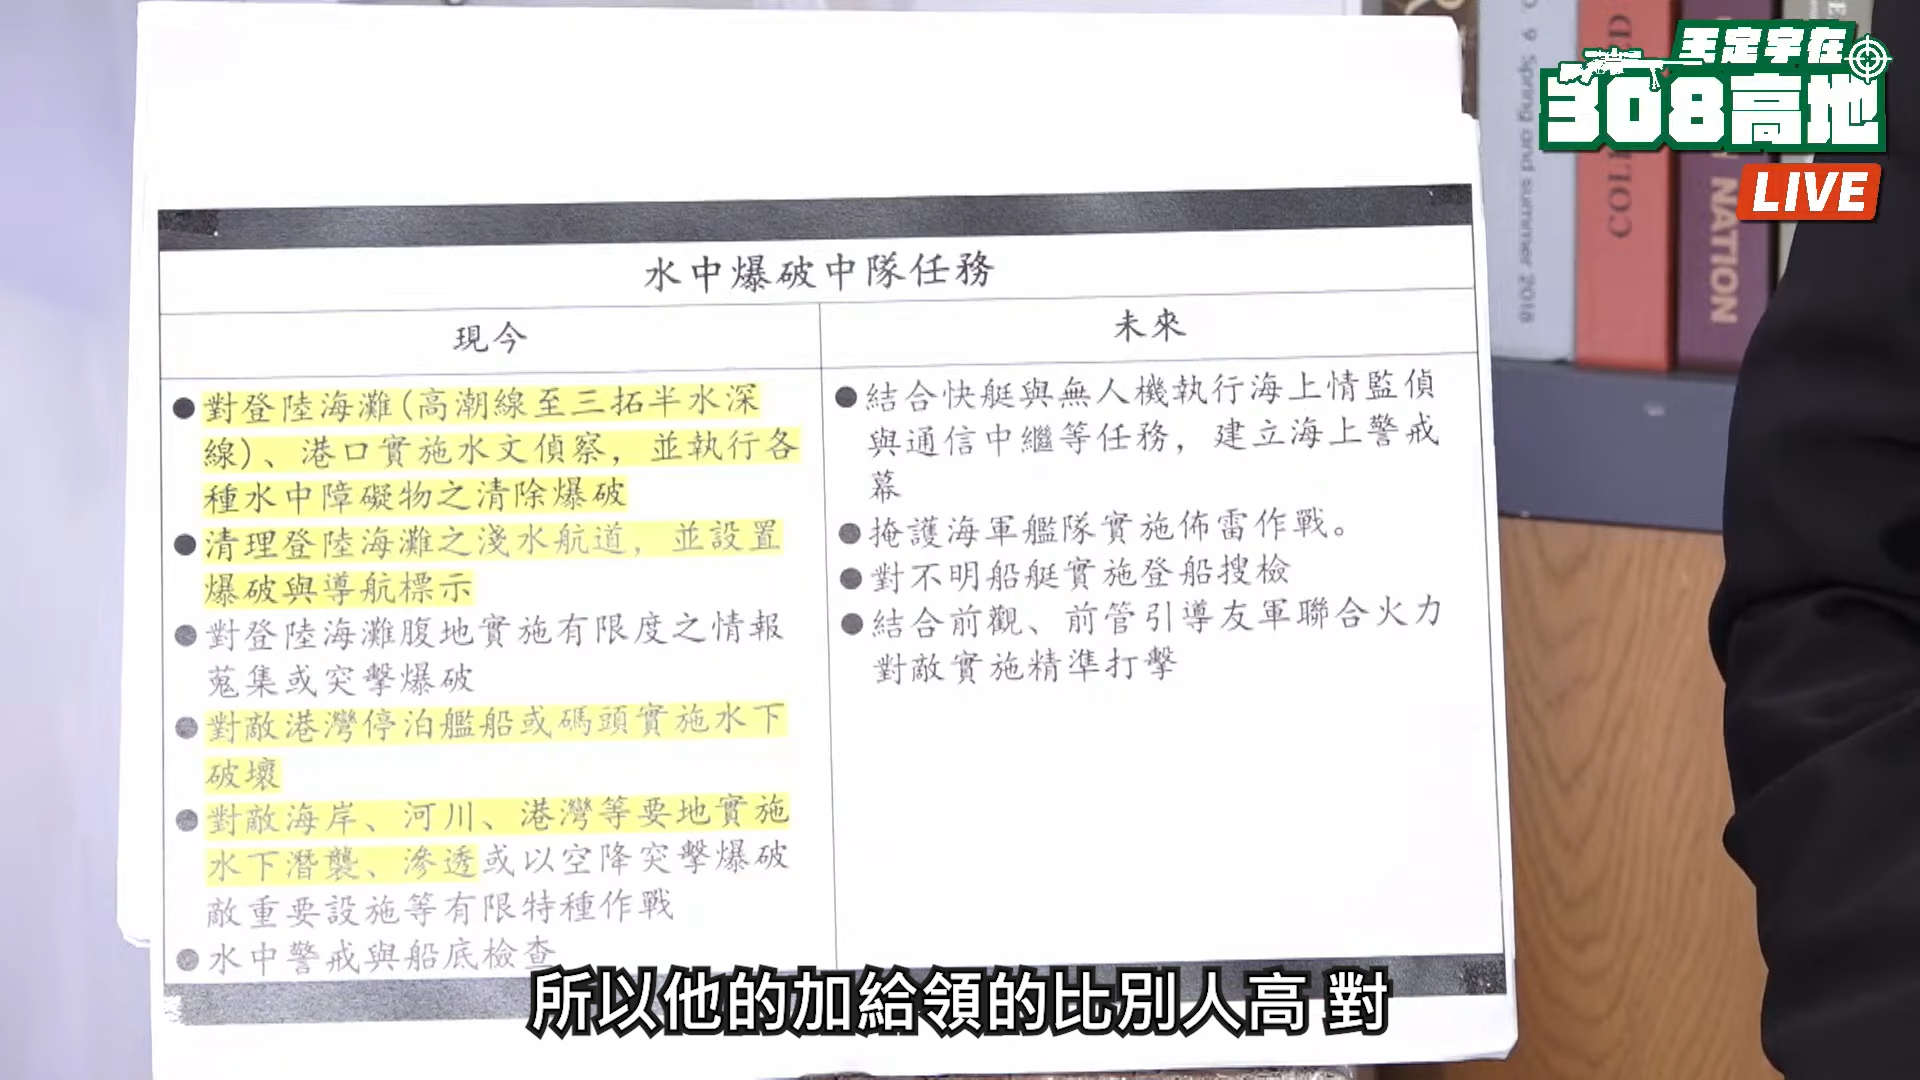 王定宇在
308高地
LIVE
9 Spring and summer 2018
NATION
水中爆破中隊任務
現今
未來
●對登陸海灘(高潮線至三拓半水深
線)、港口實施水文偵察，並執行各
種水中障礙物之清除爆破
●清理登陸海灘之淺水航道，並設置
爆破與導航標示
●對登陸海灘腹地實施有限度之情報
蒐集或突擊爆破
●對敵港灣停泊艦船或碼頭實施水下
破壞
●對敵海岸、河川、港灣等要地實施
水下潛襲、滲透或以空降突擊爆破
敵重要設施等有限特種作戰
●水中警戒與船底檢查
●結合快艇與無人機執行海上情監偵
與通信中繼等任務，建立海上警戒
幕
●掩護海軍艦隊實施佈雷作戰。
●對不明船艇實施登船搜檢
●結合前觀、前管引導友軍聯合火力
對敵實施精準打擊
所以他的加給領的比別人高 對